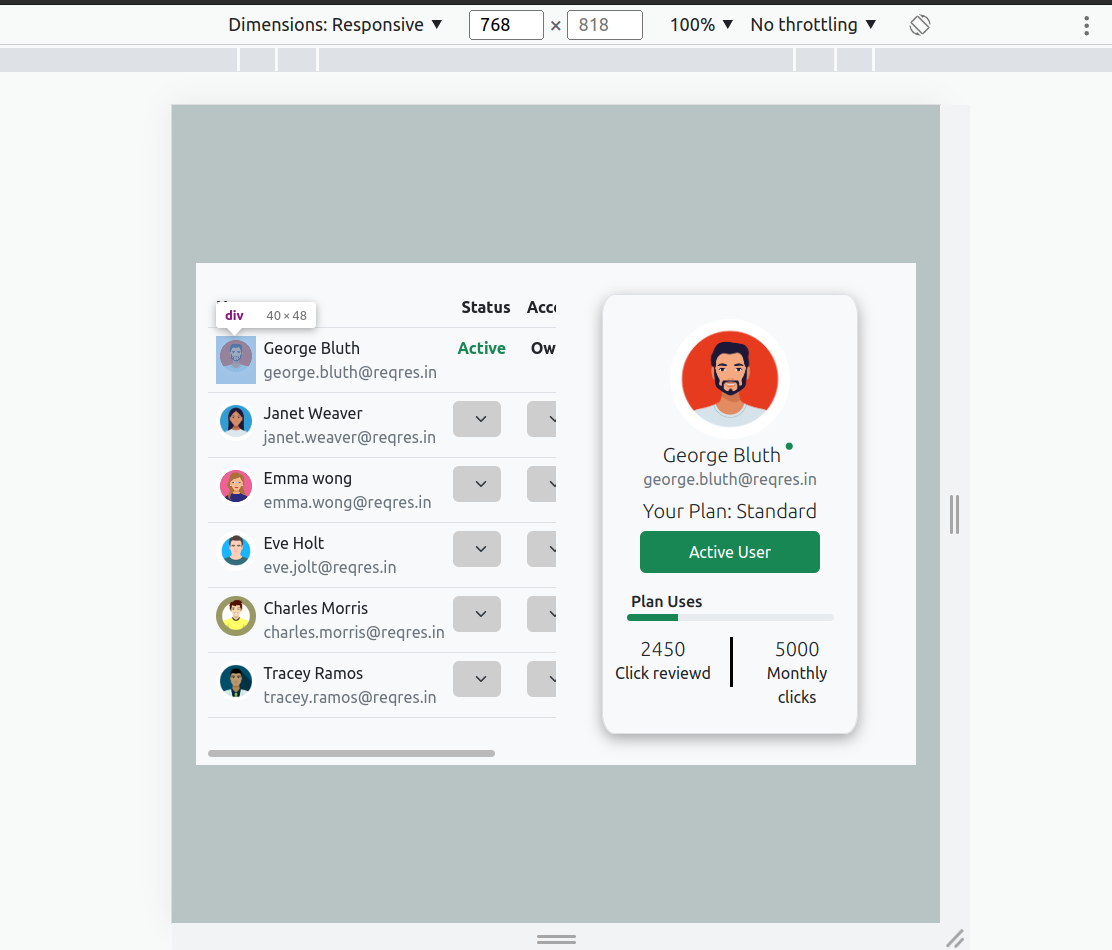 Dimensions: Responsive ▼ 768 × 818 100% ▼ No throttling ▼
Status Acc
div 40 × 48
George Bluth Active Ow
george.bluth@reqres.in
Janet Weaver
janet.weaver@reqres.in
Emma wong
emma.wong@reqres.in
Eve Holt
eve.jolt@reqres.in
Charles Morris
charles.morris@reqres.in
Tracey Ramos
tracey.ramos@reqres.in
George Bluth
george.bluth@reqres.in
Your Plan: Standard
Active User
Plan Uses
2450 5000
Click reviewd Monthly
clicks